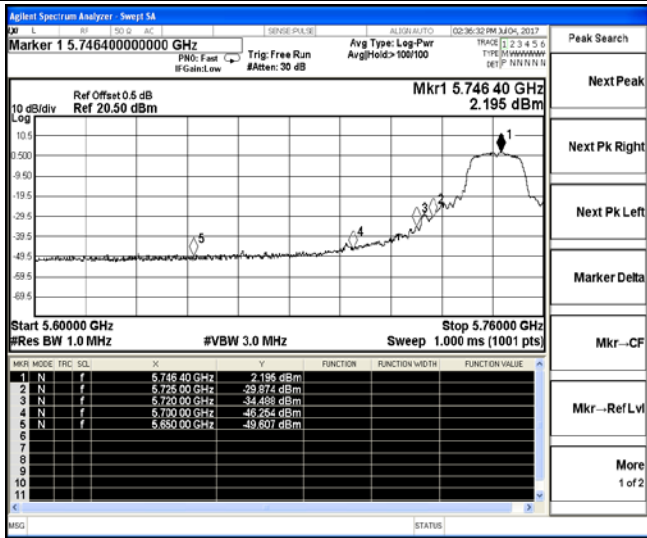 Agilent Spectrum Analyzer - Swept SA
L RF 50 Ω AC SENSE:PULSE ALIGN AUTO 02:36:32 PM Jul 04, 2017
Marker 1 5.746400000000 GHz
PNO: Fast
IFGain:Low
Trig: Free Run
#Atten: 30 dB
Avg Type: Log-Pwr
Avg|Hold:> 100/100
TRACE 1 2 3 4 5 6
TYPE MWWWWW
DET P N N N N N
Ref Offset 0.5 dB
10 dB/div Ref 20.50 dBm
Log
Mkr1 5.746 40 GHz
2.195 dBm
10.5
0.500
-9.50
-19.5
-29.5
-39.5
-49.5
-59.5
-69.5
1
2
3
4
5
Start 5.60000 GHz Stop 5.76000 GHz
#Res BW 1.0 MHz #VBW 3.0 MHz Sweep 1.000 ms (1001 pts)
MKR MODE TRC SCL X Y FUNCTION FUNCTION WIDTH FUNCTION VALUE
1 N f 5.746 40 GHz 2.195 dBm
2 N f 5.725 00 GHz -29.874 dBm
3 N f 5.720 00 GHz -34.488 dBm
4 N f 5.700 00 GHz -46.254 dBm
5 N f 5.650 00 GHz -49.607 dBm
6
7
8
9
10
11
MSG STATUS
Peak Search
Next Peak
Next Pk Right
Next Pk Left
Marker Delta
Mkr→CF
Mkr→Ref Lvl
More
1 of 2